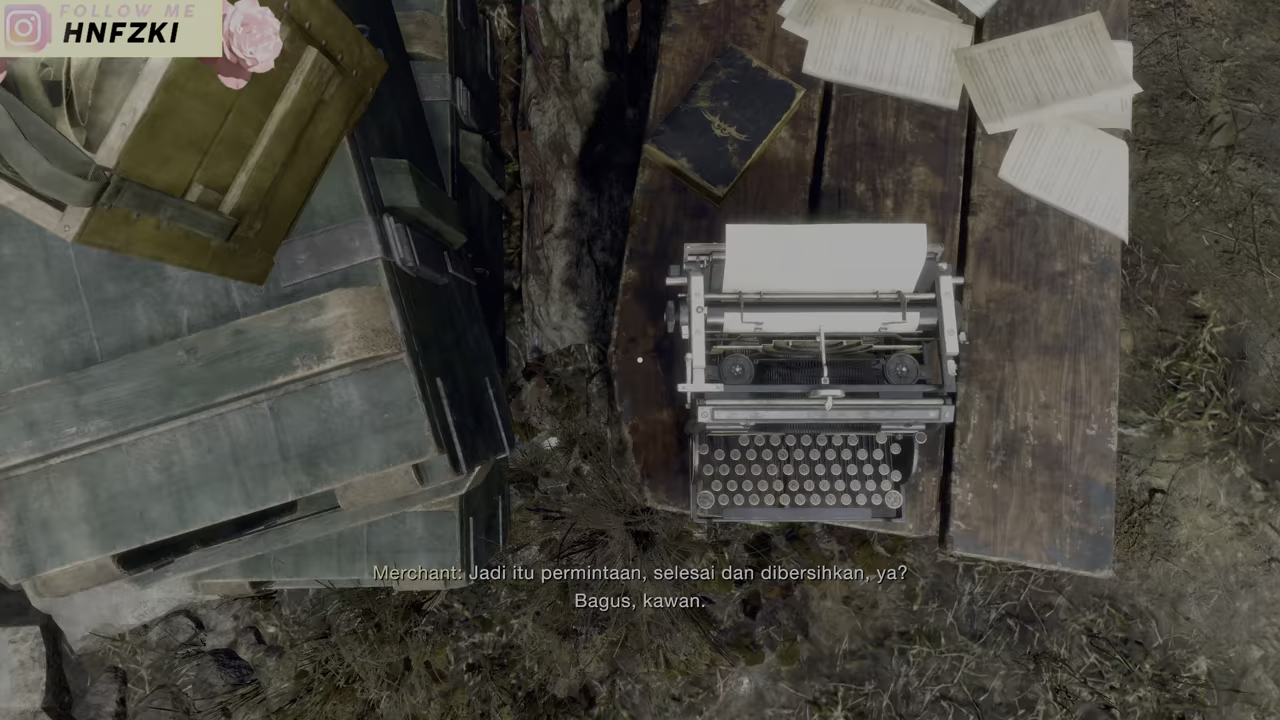 FOLLOW ME
HNFZKI
Merchant: Jadi itu permintaan, selesai dan dibersihkan, ya?
Bagus, kawan.